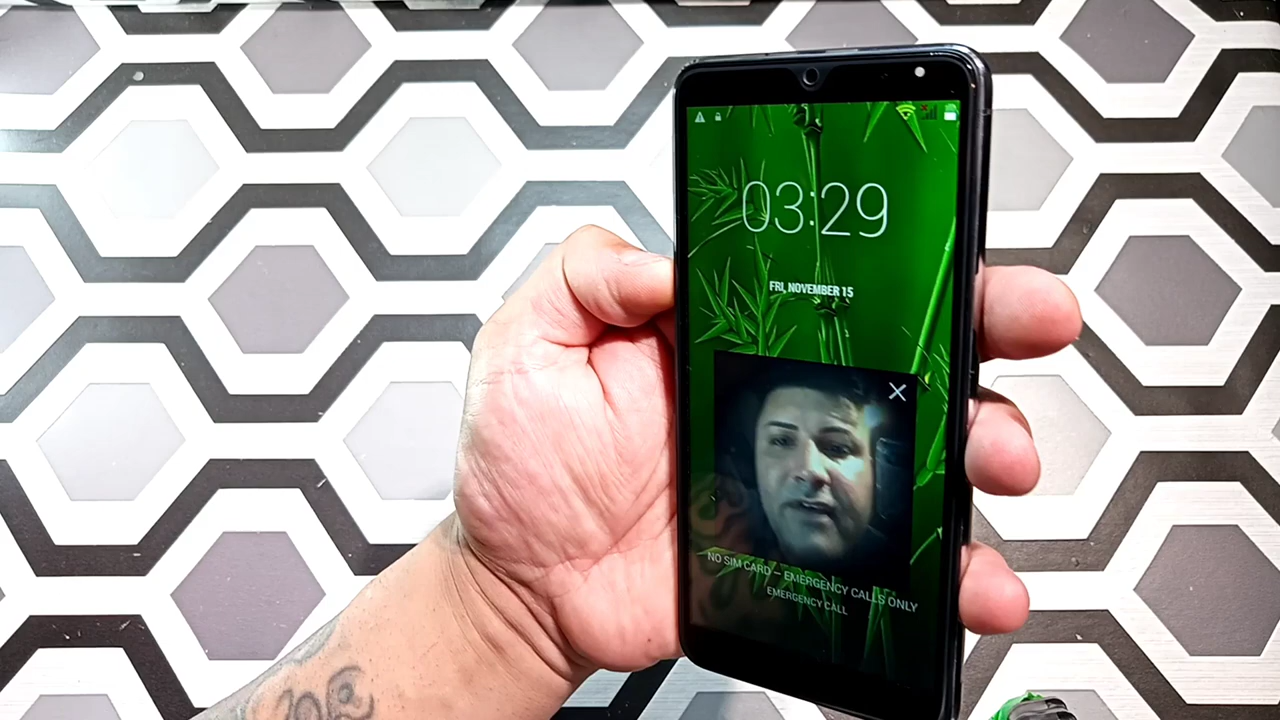 03:29
FRI, NOVEMBER 15
NO SIM CARD – EMERGENCY CALLS ONLY
EMERGENCY CALL